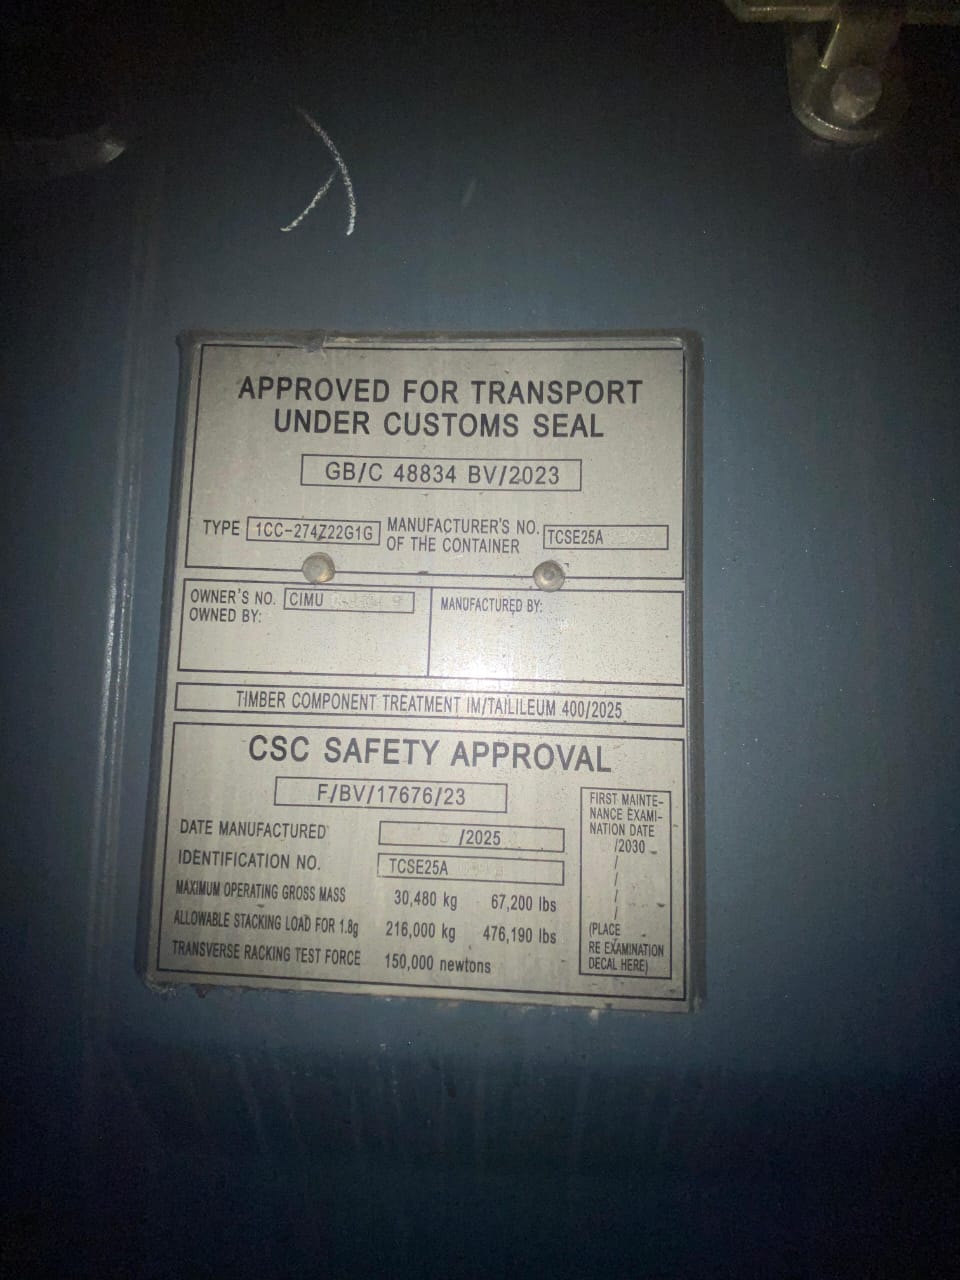 APPROVED FOR TRANSPORT
UNDER CUSTOMS SEAL
GB/C 48834 BV/2023
TYPE 1CC-274Z22G1G MANUFACTURER'S NO. OF THE CONTAINER TCSE25A
OWNER'S NO. CIMU
OWNED BY:
MANUFACTURED BY:
TIMBER COMPONENT TREATMENT IM/TAILILEUM 400/2025
CSC SAFETY APPROVAL
F/BV/17676/23
DATE MANUFACTURED /2025
IDENTIFICATION NO. TCSE25A
MAXIMUM OPERATING GROSS MASS 30,480 kg 67,200 lbs
ALLOWABLE STACKING LOAD FOR 1.8g 216,000 kg 476,190 lbs
TRANSVERSE RACKING TEST FORCE 150,000 newtons
FIRST MAINTE-
NANCE EXAMI-
NATION DATE
/2030
/
/
/
/
(PLACE
RE EXAMINATION
DECAL HERE)